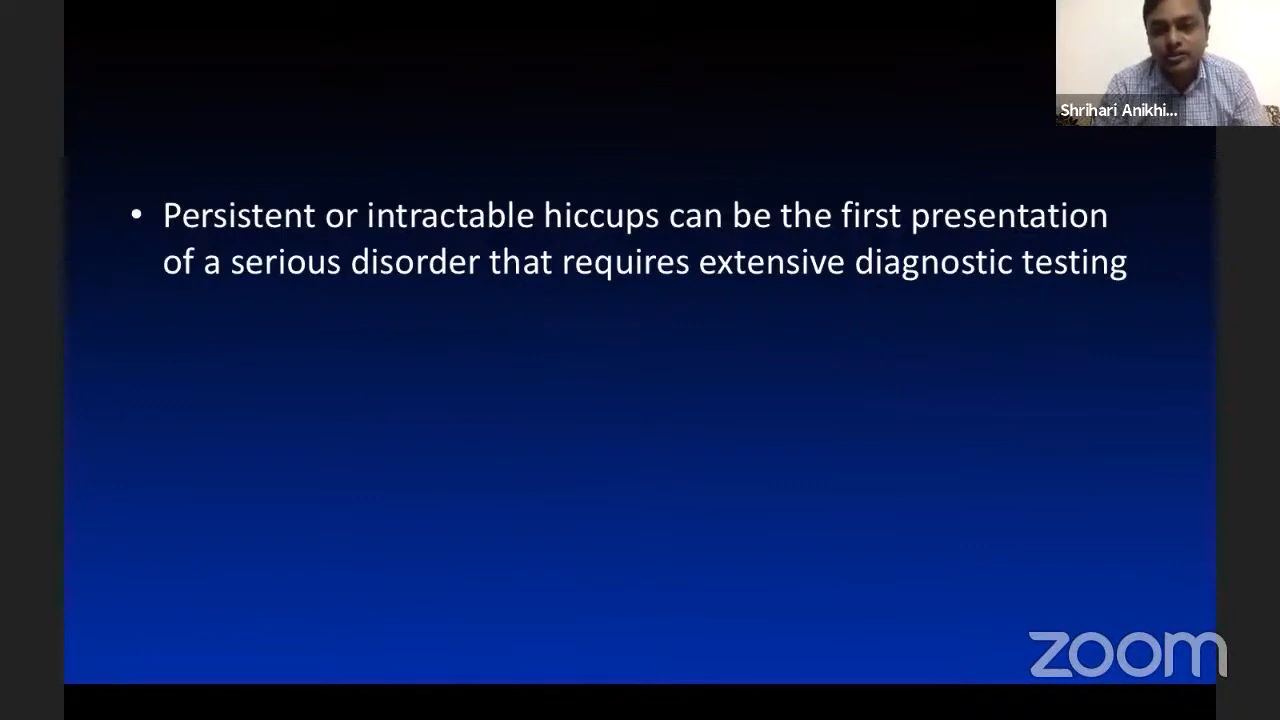 Shrihari Anikhi...
• Persistent or intractable hiccups can be the first presentation
of a serious disorder that requires extensive diagnostic testing
zoom